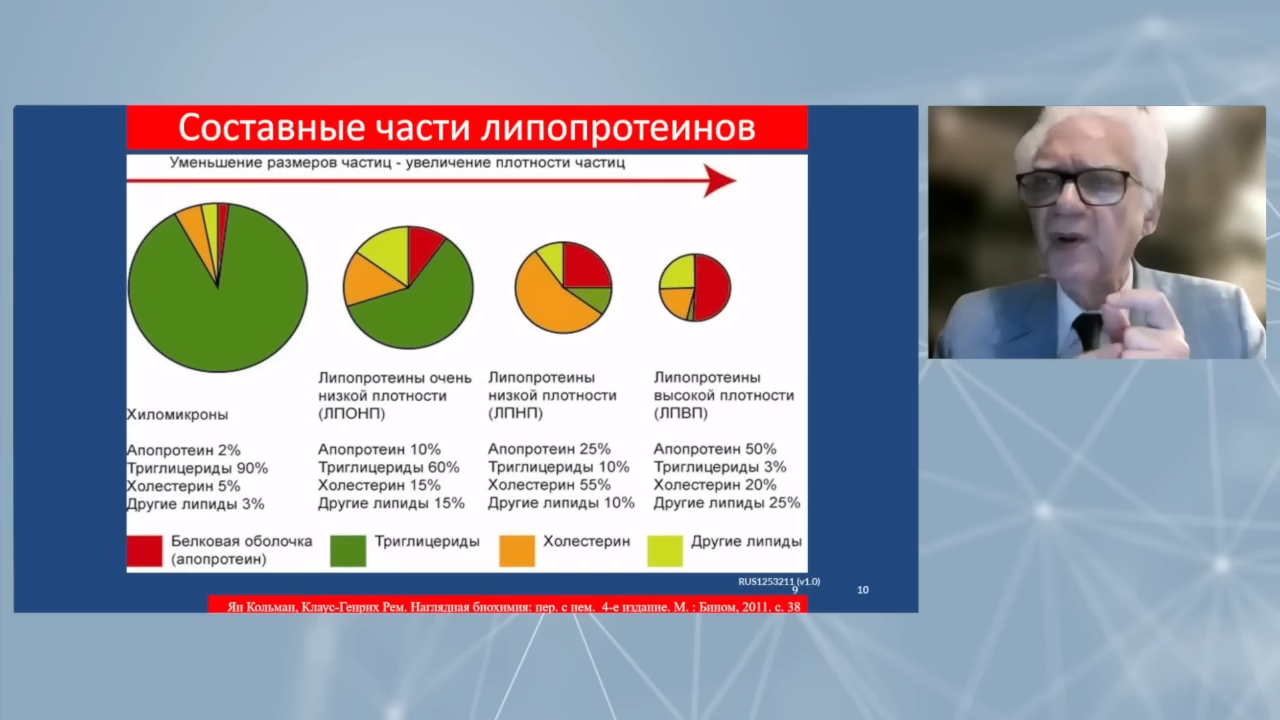 Составные части липопротеинов
Уменьшение размеров частиц - увеличение плотности частиц
Хиломикроны
Апопротеин 2%
Триглицериды 90%
Холестерин 5%
Другие липиды 3%
Липопротеины очень
низкой плотности
(ЛПОНП)
Апопротеин 10%
Триглицериды 60%
Холестерин 15%
Другие липиды 15%
Липопротеины
низкой плотности
(ЛПНП)
Апопротеин 25%
Триглицериды 10%
Холестерин 55%
Другие липиды 10%
Липопротеины
высокой плотности
(ЛПВП)
Апопротеин 50%
Триглицериды 3%
Холестерин 20%
Другие липиды 25%
Белковая оболочка
(апопротеин)
Триглицериды
Холестерин
Другие липиды
RUS1253211 (v1.0)
9
10
Ян Кольман, Клаус-Генрих Рем. Наглядная биохимия: пер. с нем. 4-е издание. М. : Бином, 2011. с. 38